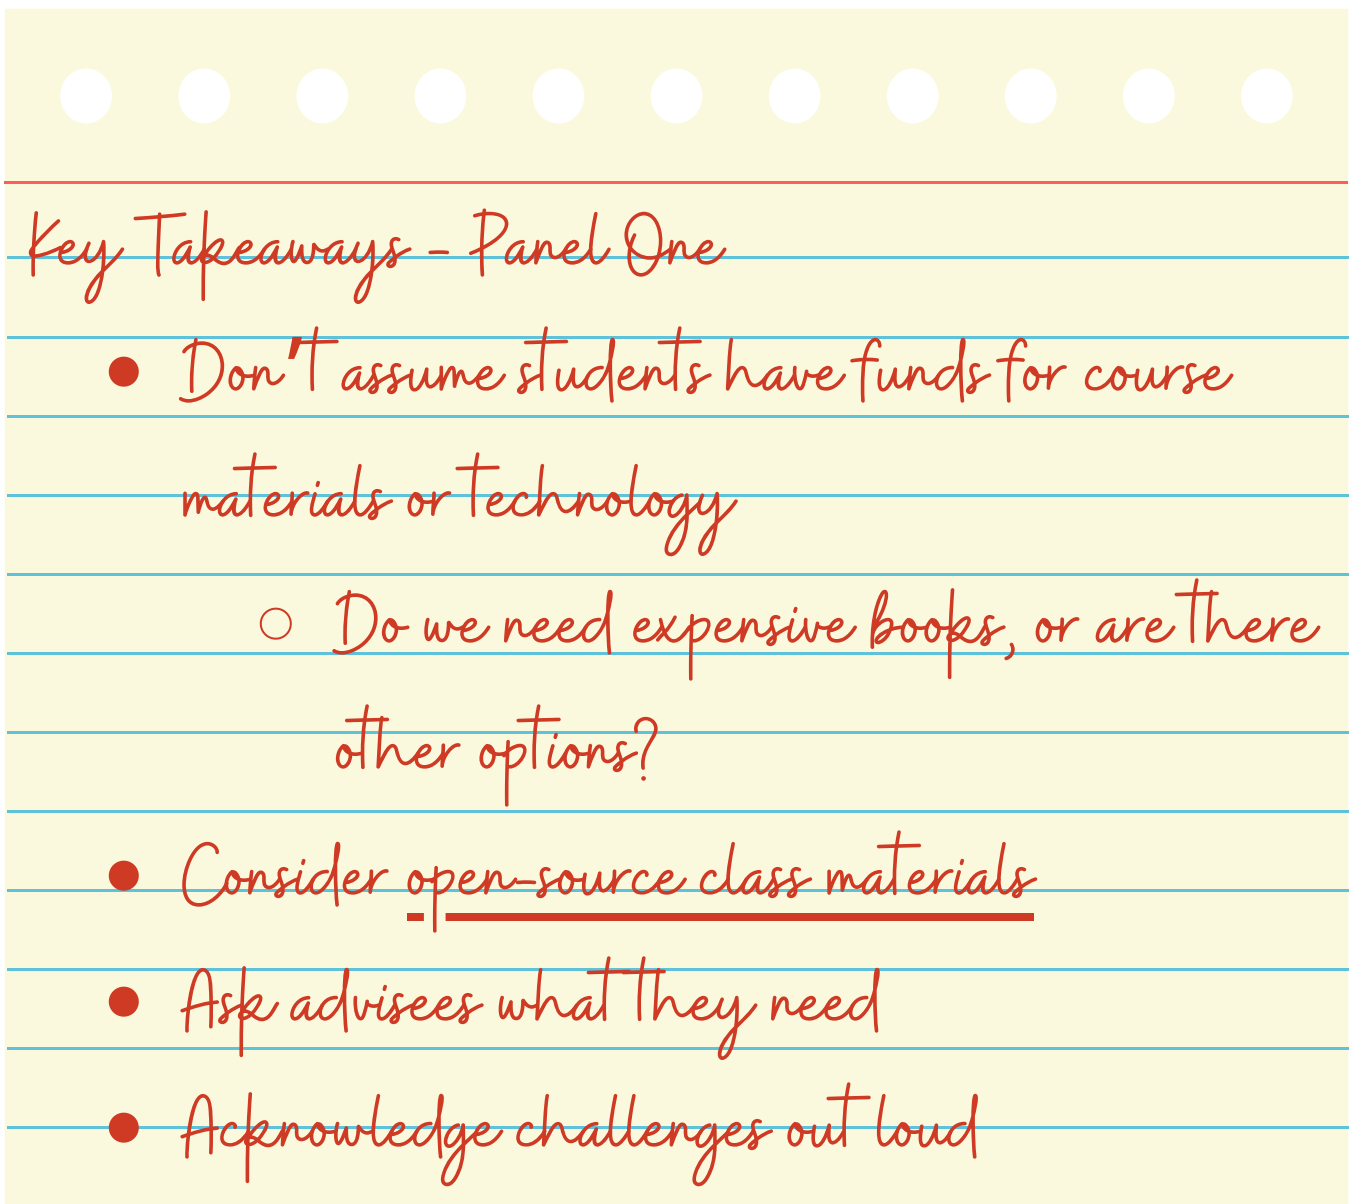 Key Takeaways - Panel One
● Don't assume students have funds for course
materials or technology
○ Do we need expensive books, or are there
other options?
● Consider open-source class materials
● Ask advisees what they need
● Acknowledge challenges out loud